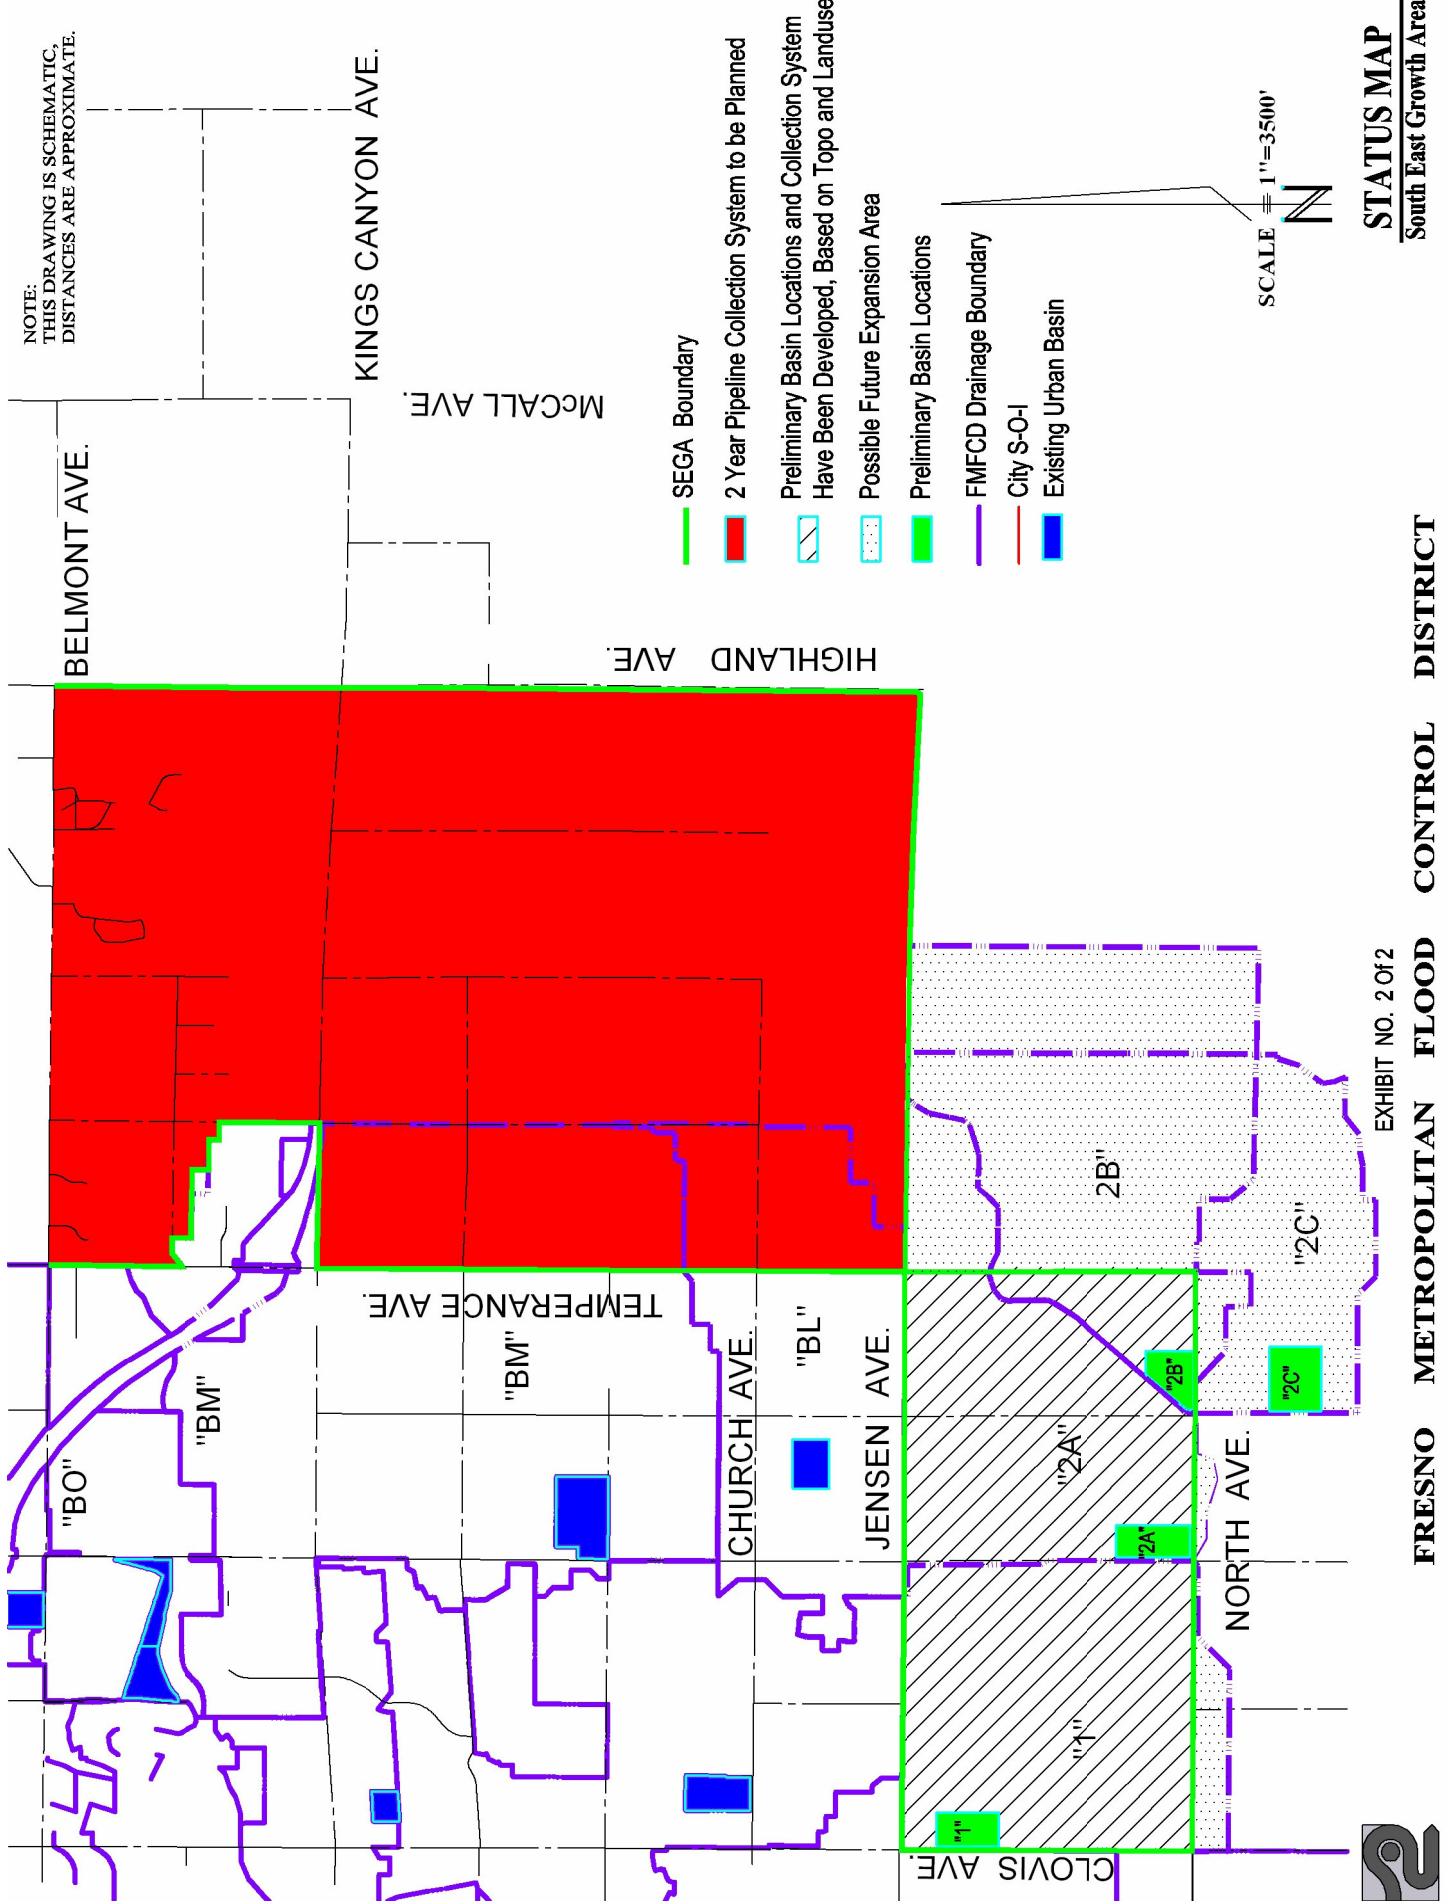 NOTE:
THIS DRAWING IS SCHEMATIC,
DISTANCES ARE APPROXIMATE.
BELMONT AVE.
KINGS CANYON AVE.
McCALL AVE.
HIGHLAND AVE.
TEMPERANCE AVE.
CHURCH AVE.
JENSEN AVE.
NORTH AVE.
CLOVIS AVE.
"BO"
"BM"
"BM"
"BL"
"2A"
"2A"
2B"
"2B"
"2C"
"2C"
"1"
"1"
SEGA Boundary
2 Year Pipeline Collection System to be Planned
Preliminary Basin Locations and Collection System
Have Been Developed, Based on Topo and Landuse
Possible Future Expansion Area
Preliminary Basin Locations
FMFCD Drainage Boundary
City S-O-I
Existing Urban Basin
SCALE = 1"=3500'
N
STATUS MAP
South East Growth Area
EXHIBIT NO. 2 Of 2
FRESNO METROPOLITAN FLOOD CONTROL DISTRICT